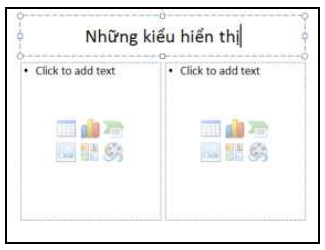 Những kiểu hiển thị
• Click to add text
• Click to add text